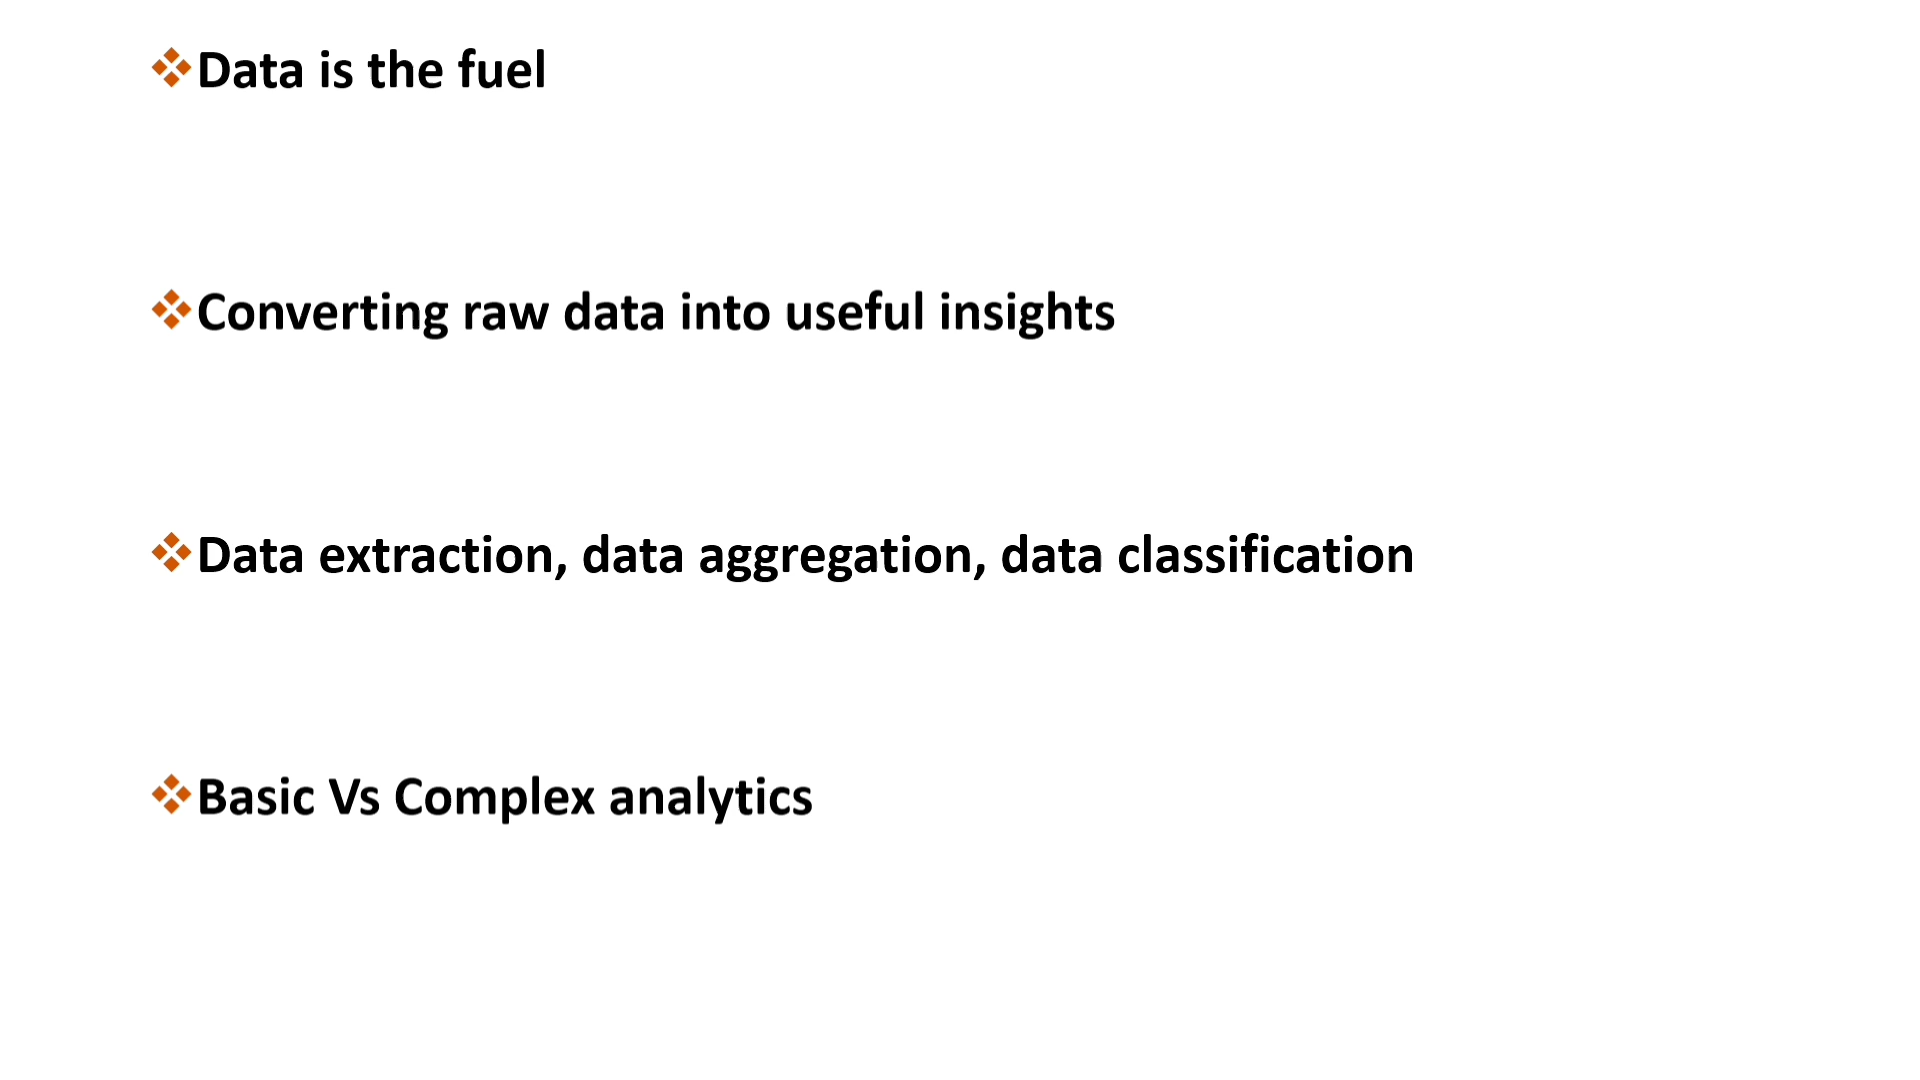 Data is the fuel
Converting raw data into useful insights
Data extraction, data aggregation, data classification
Basic Vs Complex analytics